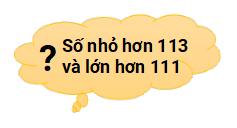 ? Số nhỏ hơn 113
và lớn hơn 111